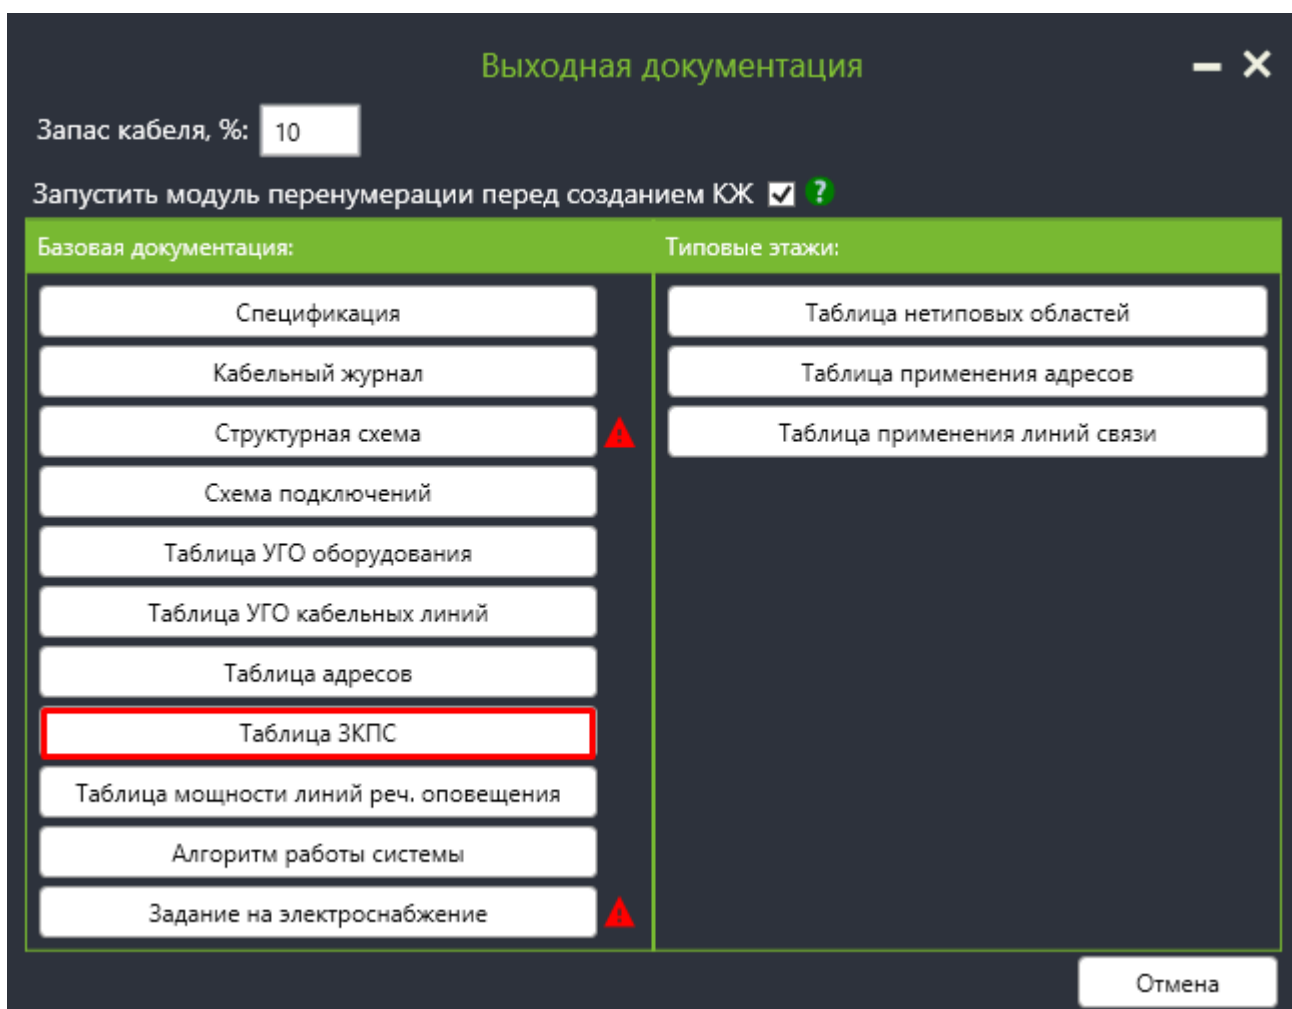 Выходная документация
Запас кабеля, %: 10
Запустить модуль перенумерации перед созданием КЖ ?
Базовая документация:
Спецификация
Кабельный журнал
Структурная схема
Схема подключений
Таблица УГО оборудования
Таблица УГО кабельных линий
Таблица адресов
Таблица ЗКПС
Таблица мощности линий реч. оповещения
Алгоритм работы системы
Задание на электроснабжение
Типовые этажи:
Таблица нетиповых областей
Таблица применения адресов
Таблица применения линий связи
Отмена